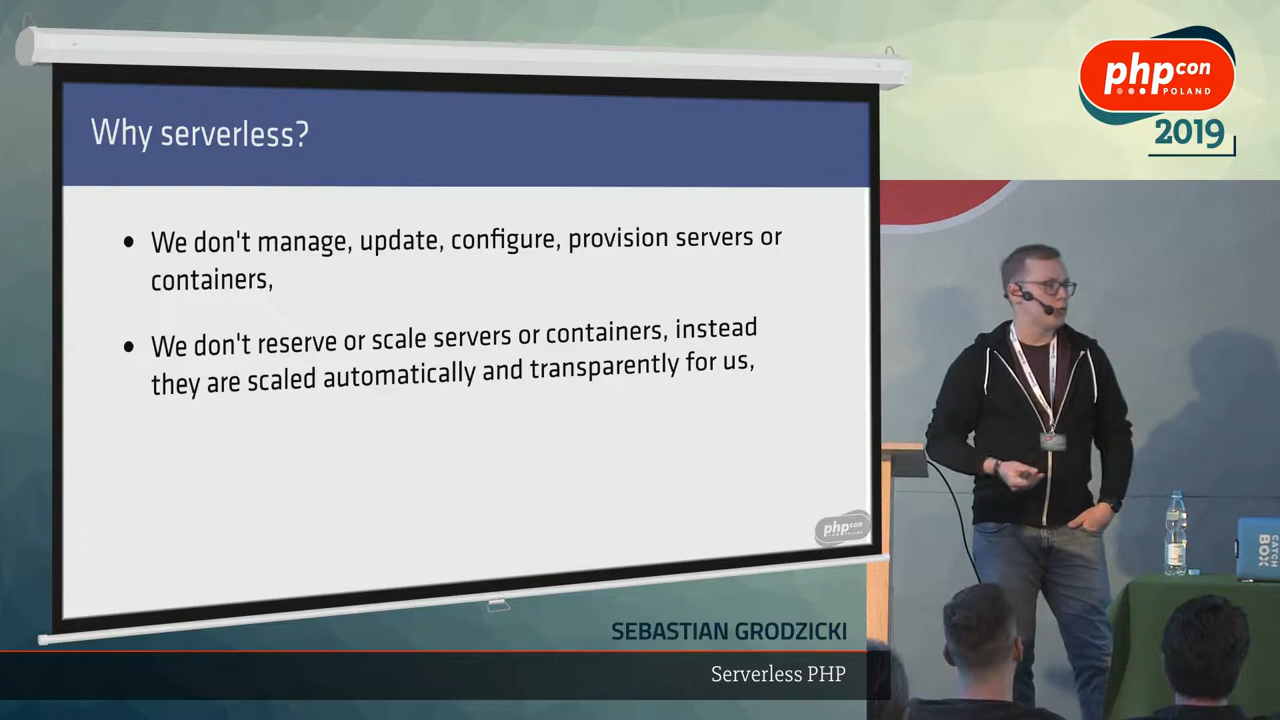 Why serverless?
• We don't manage, update, configure, provision servers or
containers,
• We don't reserve or scale servers or containers, instead
they are scaled automatically and transparently for us,
phpcon
POLAND
SEBASTIAN GRODZICKI
Serverless PHP
phpcon
POLAND
2019
CATCH
BOX